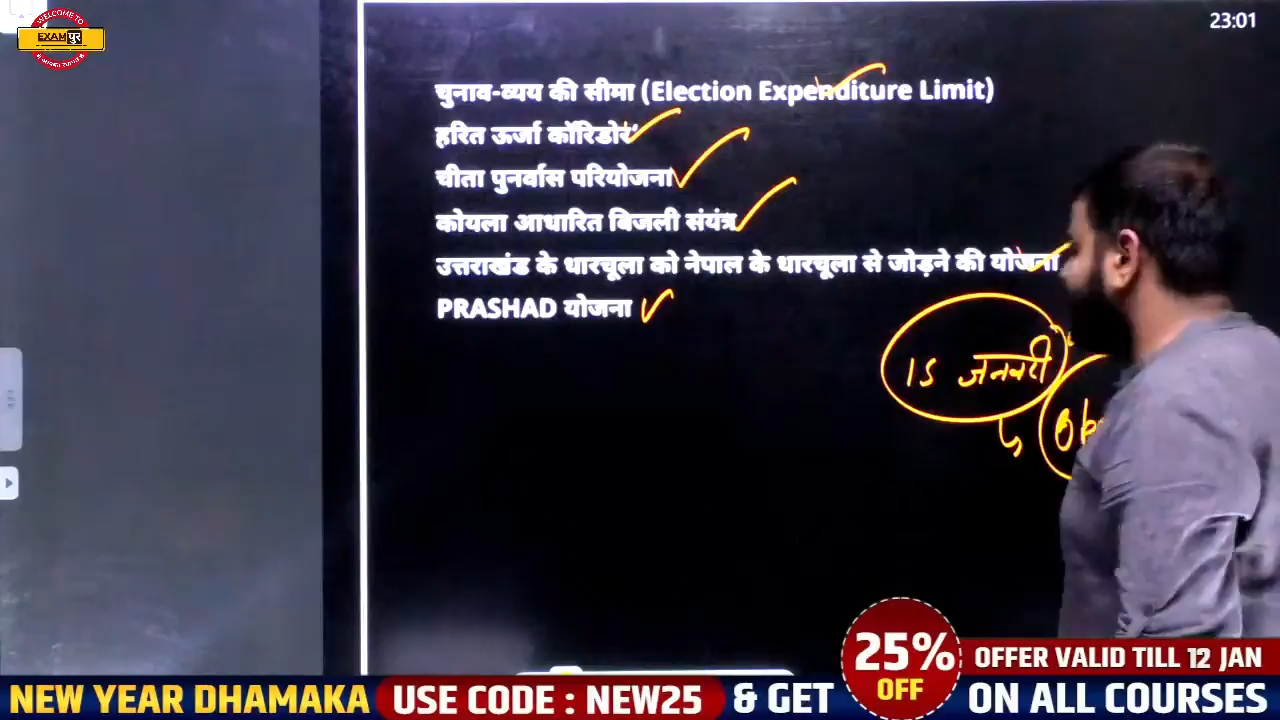 WELCOME TO
EXAMपुर
23:01
चुनाव-व्यय की सीमा (Election Expenditure Limit)
हरित ऊर्जा कॉरिडोर'
चीता पुनर्वास परियोजना
कोयला आधारित बिजली संयंत्र
उत्तराखंड के धारचूला को नेपाल के धारचूला से जोड़ने की योजना
PRASHAD योजना
15 जनवरी
NEW YEAR DHAMAKA USE CODE : NEW25 & GET 25% OFF ON ALL COURSES
OFFER VALID TILL 12 JAN